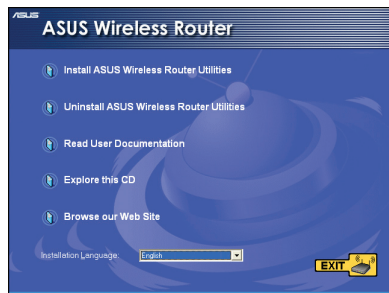 ASUS
ASUS Wireless Router
Install ASUS Wireless Router Utilities
Uninstall ASUS Wireless Router Utilities
Read User Documentation
Explore this CD
Browse our Web Site
Installation Language: English
EXIT